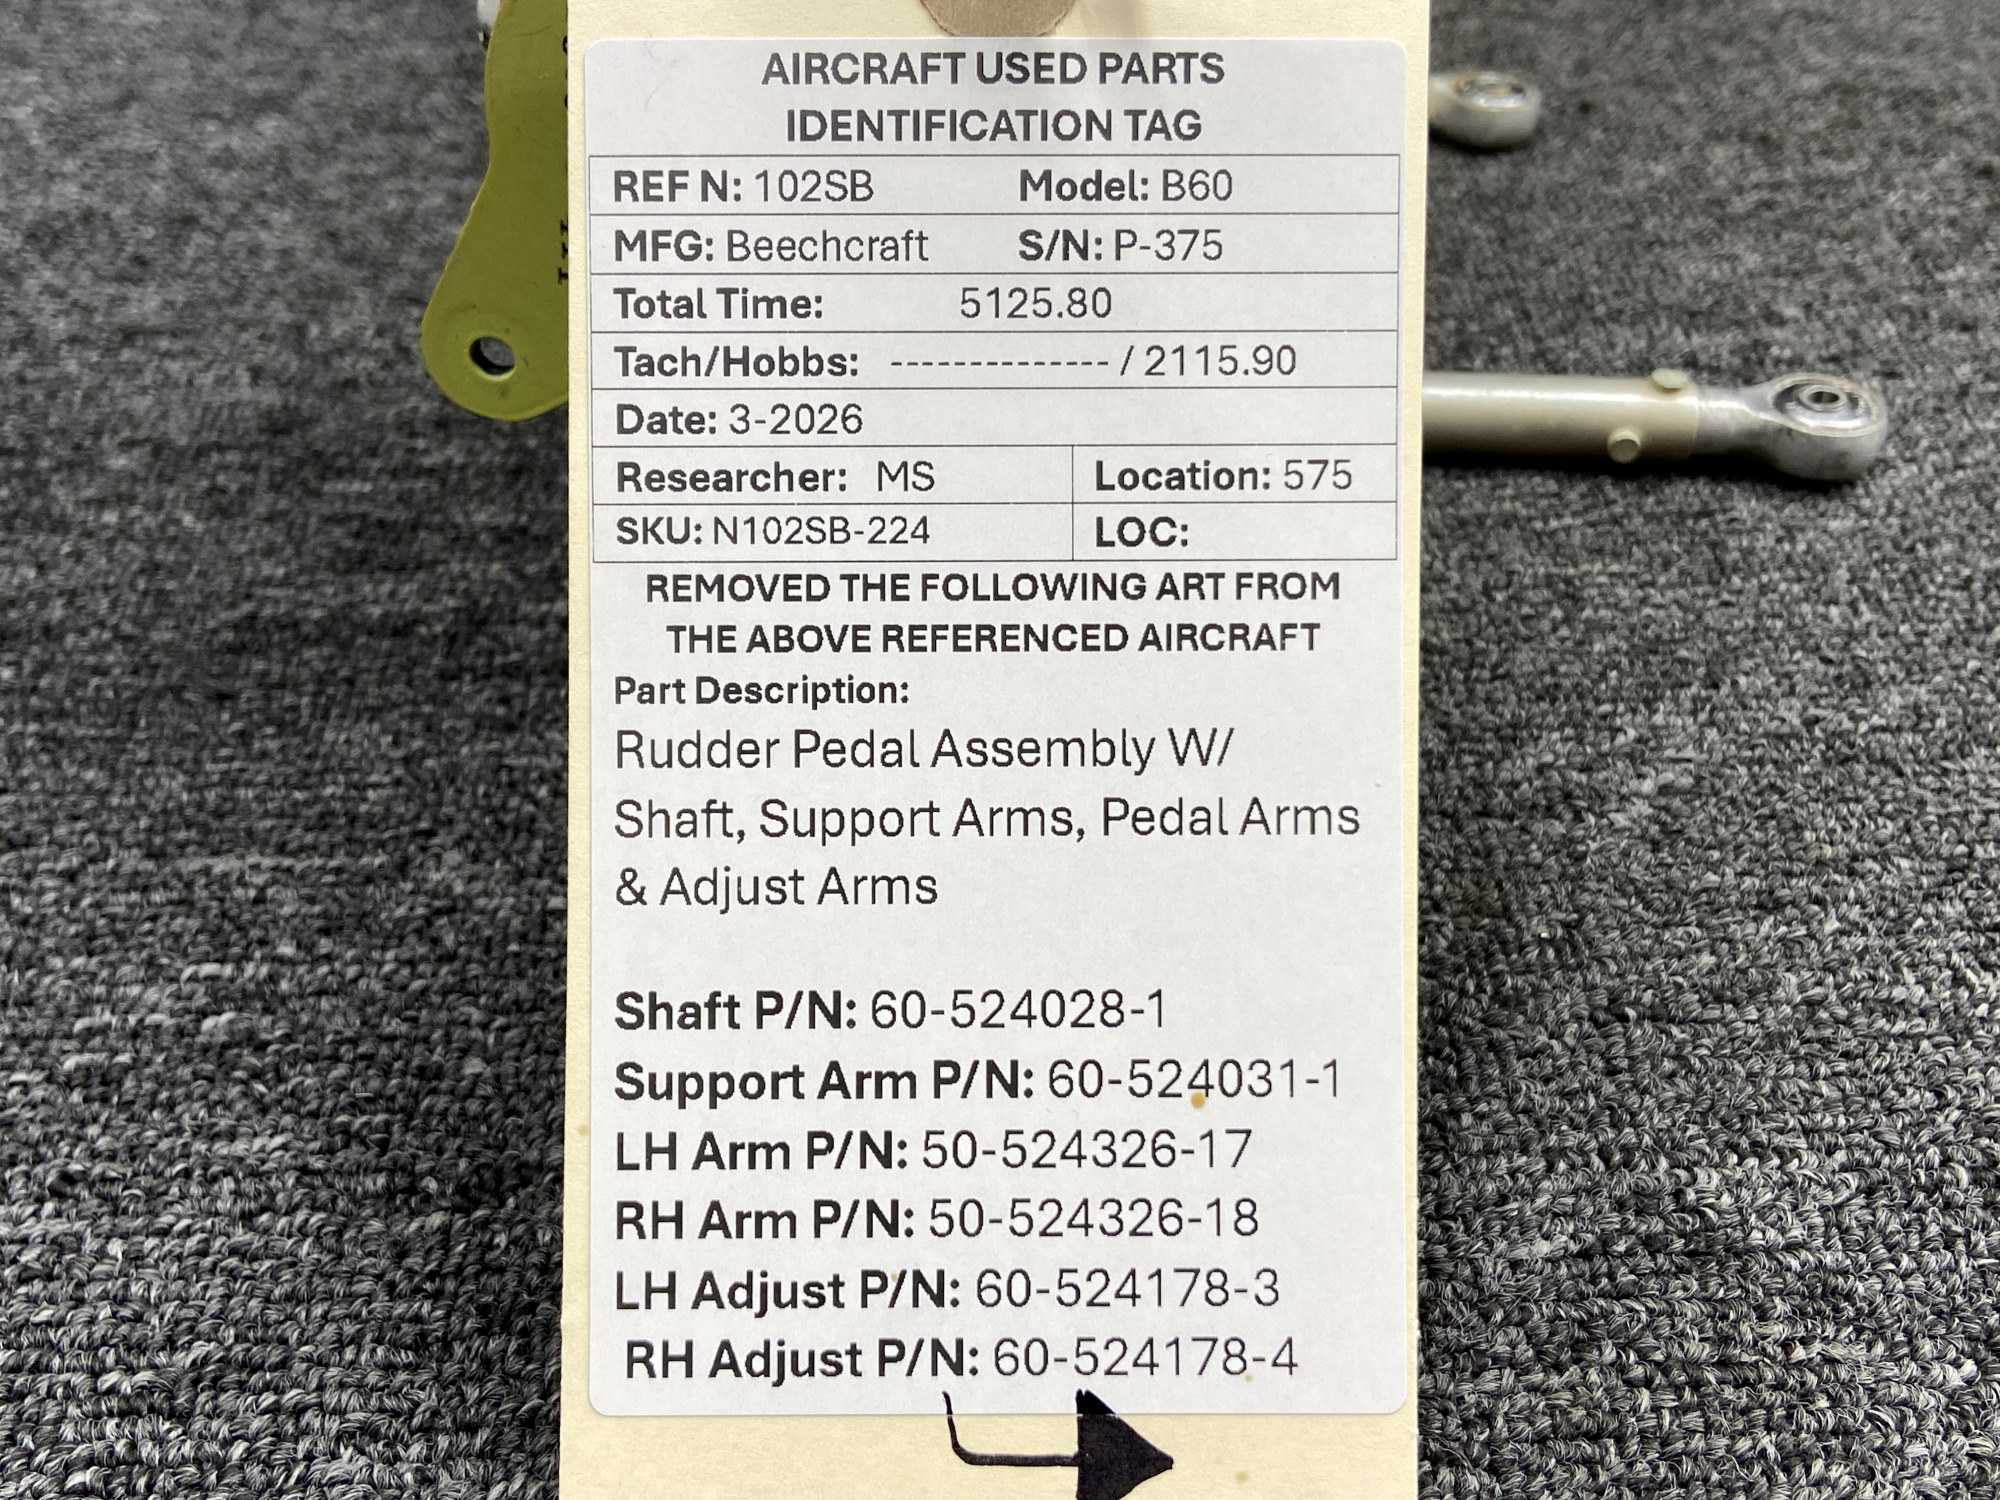 AIRCRAFT USED PARTS
IDENTIFICATION TAG
REF N: 102SB Model: B60
MFG: Beechcraft S/N: P-375
Total Time: 5125.80
Tach/Hobbs: -------------- / 2115.90
Date: 3-2026
Researcher: MS Location: 575
SKU: N102SB-224 LOC:
REMOVED THE FOLLOWING ART FROM
THE ABOVE REFERENCED AIRCRAFT
Part Description:
Rudder Pedal Assembly W/
Shaft, Support Arms, Pedal Arms
& Adjust Arms
Shaft P/N: 60-524028-1
Support Arm P/N: 60-524031-1
LH Arm P/N: 50-524326-17
RH Arm P/N: 50-524326-18
LH Adjust P/N: 60-524178-3
RH Adjust P/N: 60-524178-4